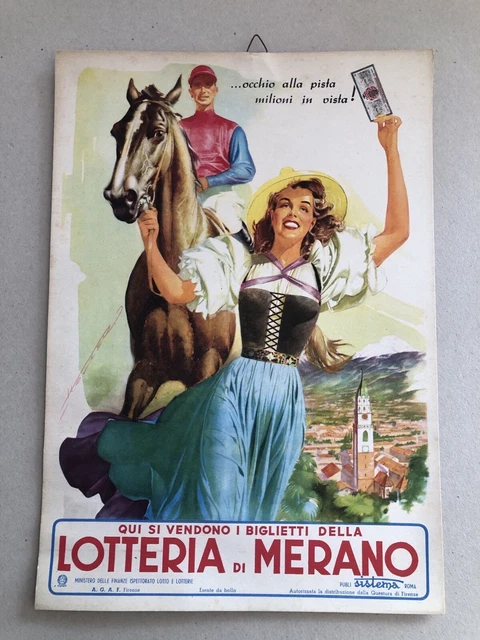 ...occhio alla pista
milioni in vista!
QUI SI VENDONO I BIGLIETTI DELLA
LOTTERIA DI MERANO
MINISTERO DELLE FINANZE ISPETTORATO LOTTO E LOTTERIE
PUBLI sistema ROMA
A. G. A. F. Firenze
Esente da bollo
Autorizzata la distribuzione dalla Questura di Firenze